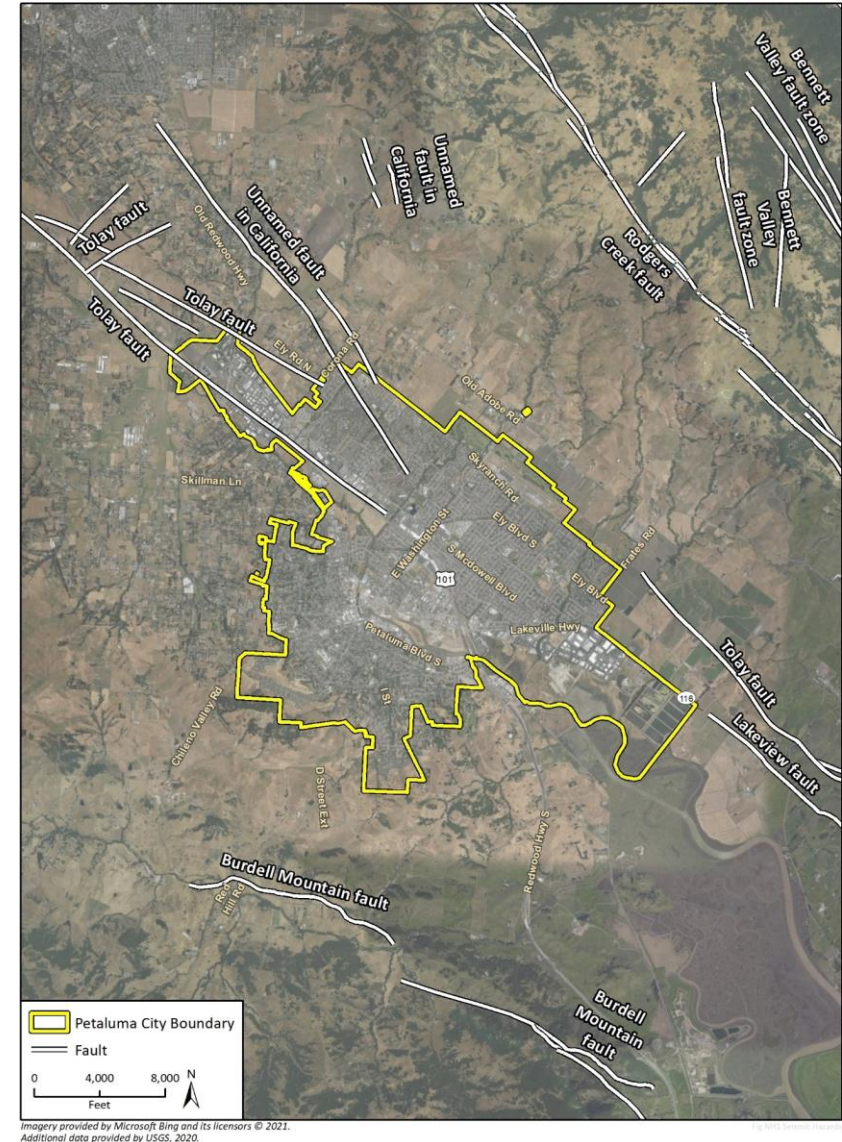 Bennett
Valley fault zone
Unnamed
fault in
California
Bennett
Valley
fault zone
Rodgers
Creek fault
Unnamed fault
in California
Old Redwood Hwy
Tolay fault
Tolay fault
Tolay fault
Ely Rd N
Corona Rd
Old Adobe Rd
Skillman Ln
Skyranch Rd
Ely Blvd S
E Washington St
S Mcdowell Blvd
101
Frates Rd
Ely Blvd
Lakeville Hwy
Petaluma Blvd S
I St
Tolay fault
116
Lakeview fault
Chileno Valley Rd
D Street Ext
Redwood Hwy S
Burdell Mountain fault
Red
Hill Rd
Burdell
Mountain
fault
Petaluma City Boundary
Fault
0 4,000 8,000
Feet
N
Imagery provided by Microsoft Bing and its licensors © 2021.
Additional data provided by USGS, 2020.